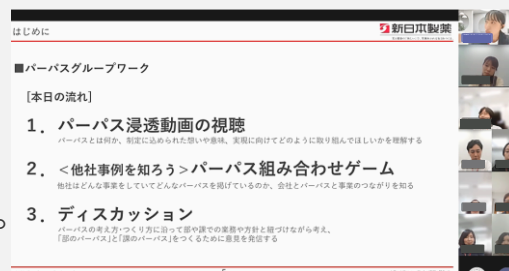 はじめに
新日本製薬
■パーパスグループワーク
[本日の流れ]
1．パーパス浸透動画の視聴
パーパスとは何か、制定に込められた想いや意味、実現に向けてどのように取り組んでほしいかを理解する
2．＜他社事例を知ろう＞パーパス組み合わせゲーム
他社はどんな事業をしていてどんなパーパスを掲げているのか、会社とパーパスと事業のつながりを知る
3．ディスカッション
パーパスの考え方・つくり方に沿って部や課での業務や方針と紐づけながら考え、
「部のパーパス」と「課のパーパス」をつくるために意見を発信する